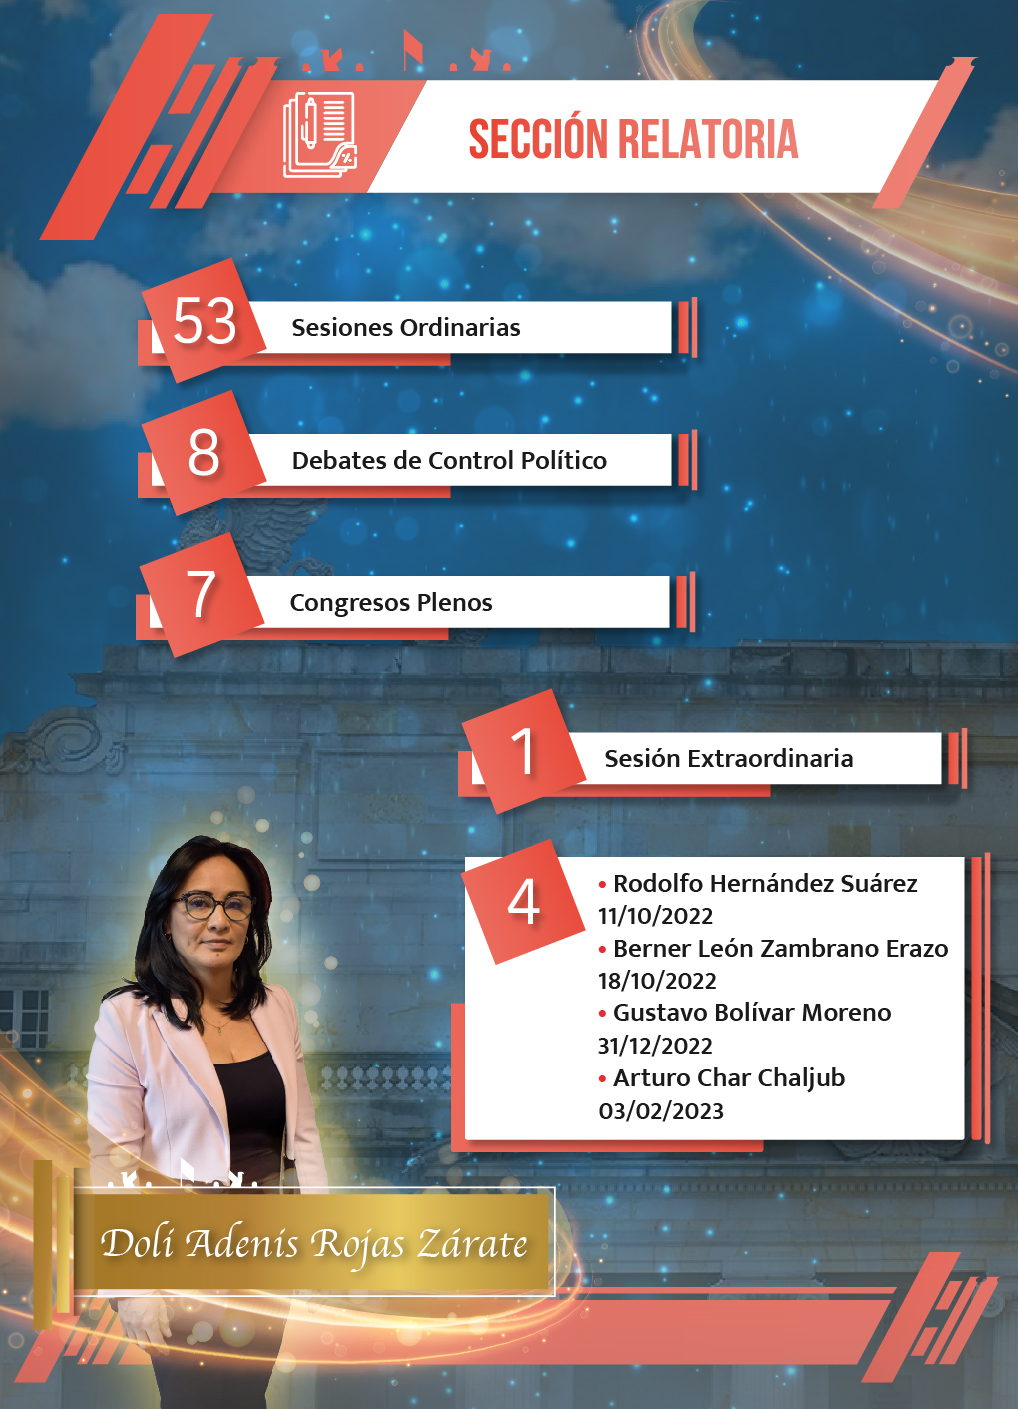 SECCIÓN RELATORIA
53
Sesiones Ordinarias
8
Debates de Control Político
7
Congresos Plenos
1
Sesión Extraordinaria
4
• Rodolfo Hernández Suárez
11/10/2022
• Berner León Zambrano Erazo
18/10/2022
• Gustavo Bolívar Moreno
31/12/2022
• Arturo Char Chaljub
03/02/2023
Doli Adenis Rojas Zárate